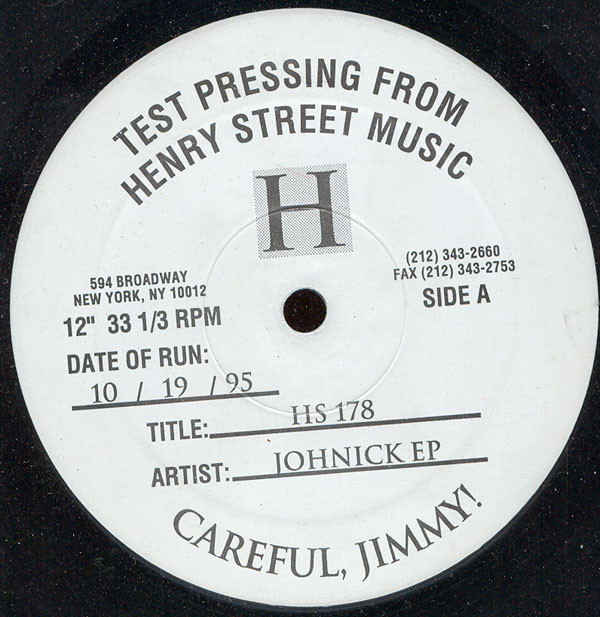 TEST PRESSING FROM
HENRY STREET MUSIC
H
594 BROADWAY
NEW YORK, NY 10012
(212) 343-2660
FAX (212) 343-2753
12" 33 1/3 RPM
SIDE A
DATE OF RUN:
10 / 19 / 95
TITLE: HS 178
ARTIST: JOHNICK EP
CAREFUL, JIMMY!